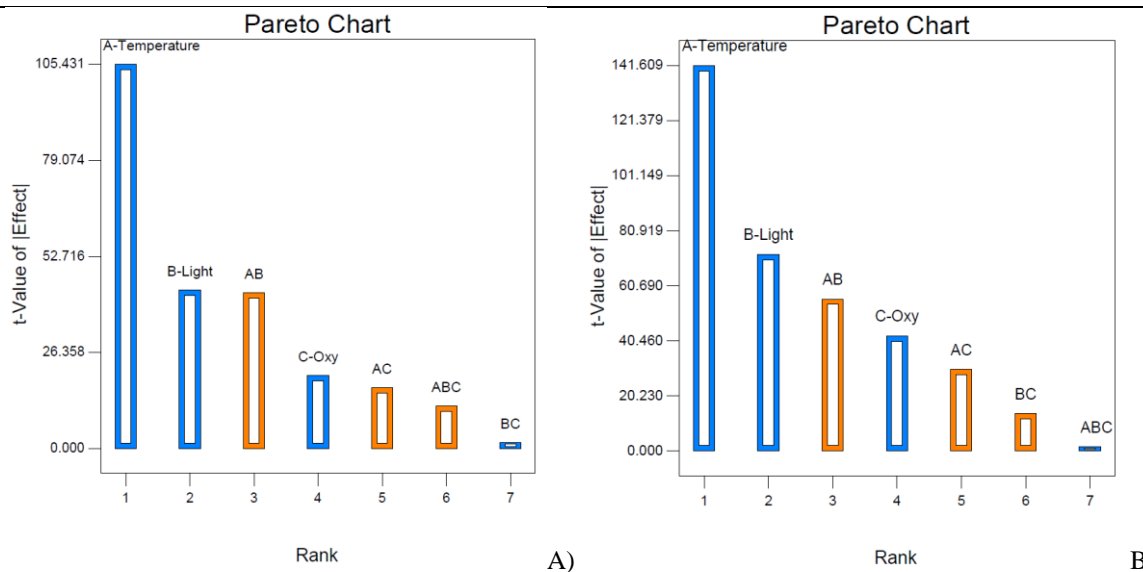 Pareto Chart
A-Temperature
105.431
79.074
52.716
26.358
0.000
t-Value of |Effect|
B-Light
AB
C-Oxy
AC
ABC
BC
1 2 3 4 5 6 7
Rank
A)
Pareto Chart
A-Temperature
141.609
121.379
101.149
80.919
60.690
40.460
20.230
0.000
t-Value of |Effect|
B-Light
AB
C-Oxy
AC
BC
ABC
1 2 3 4 5 6 7
Rank
B